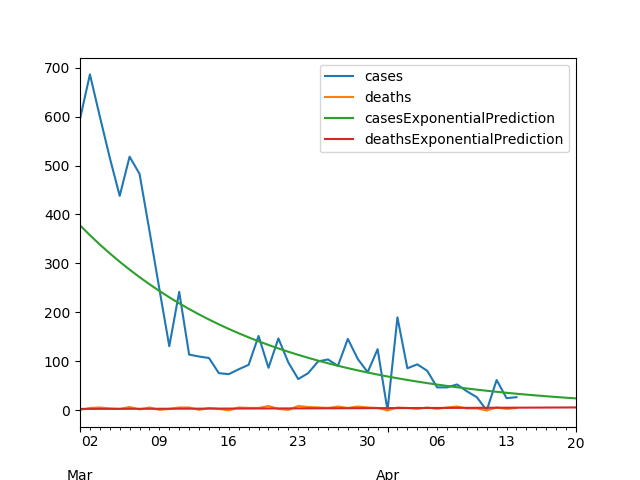 700
600
500
400
300
200
100
0
cases
deaths
casesExponentialPrediction
deathsExponentialPrediction
02 09 16 23 30 06 13 20
Mar Apr